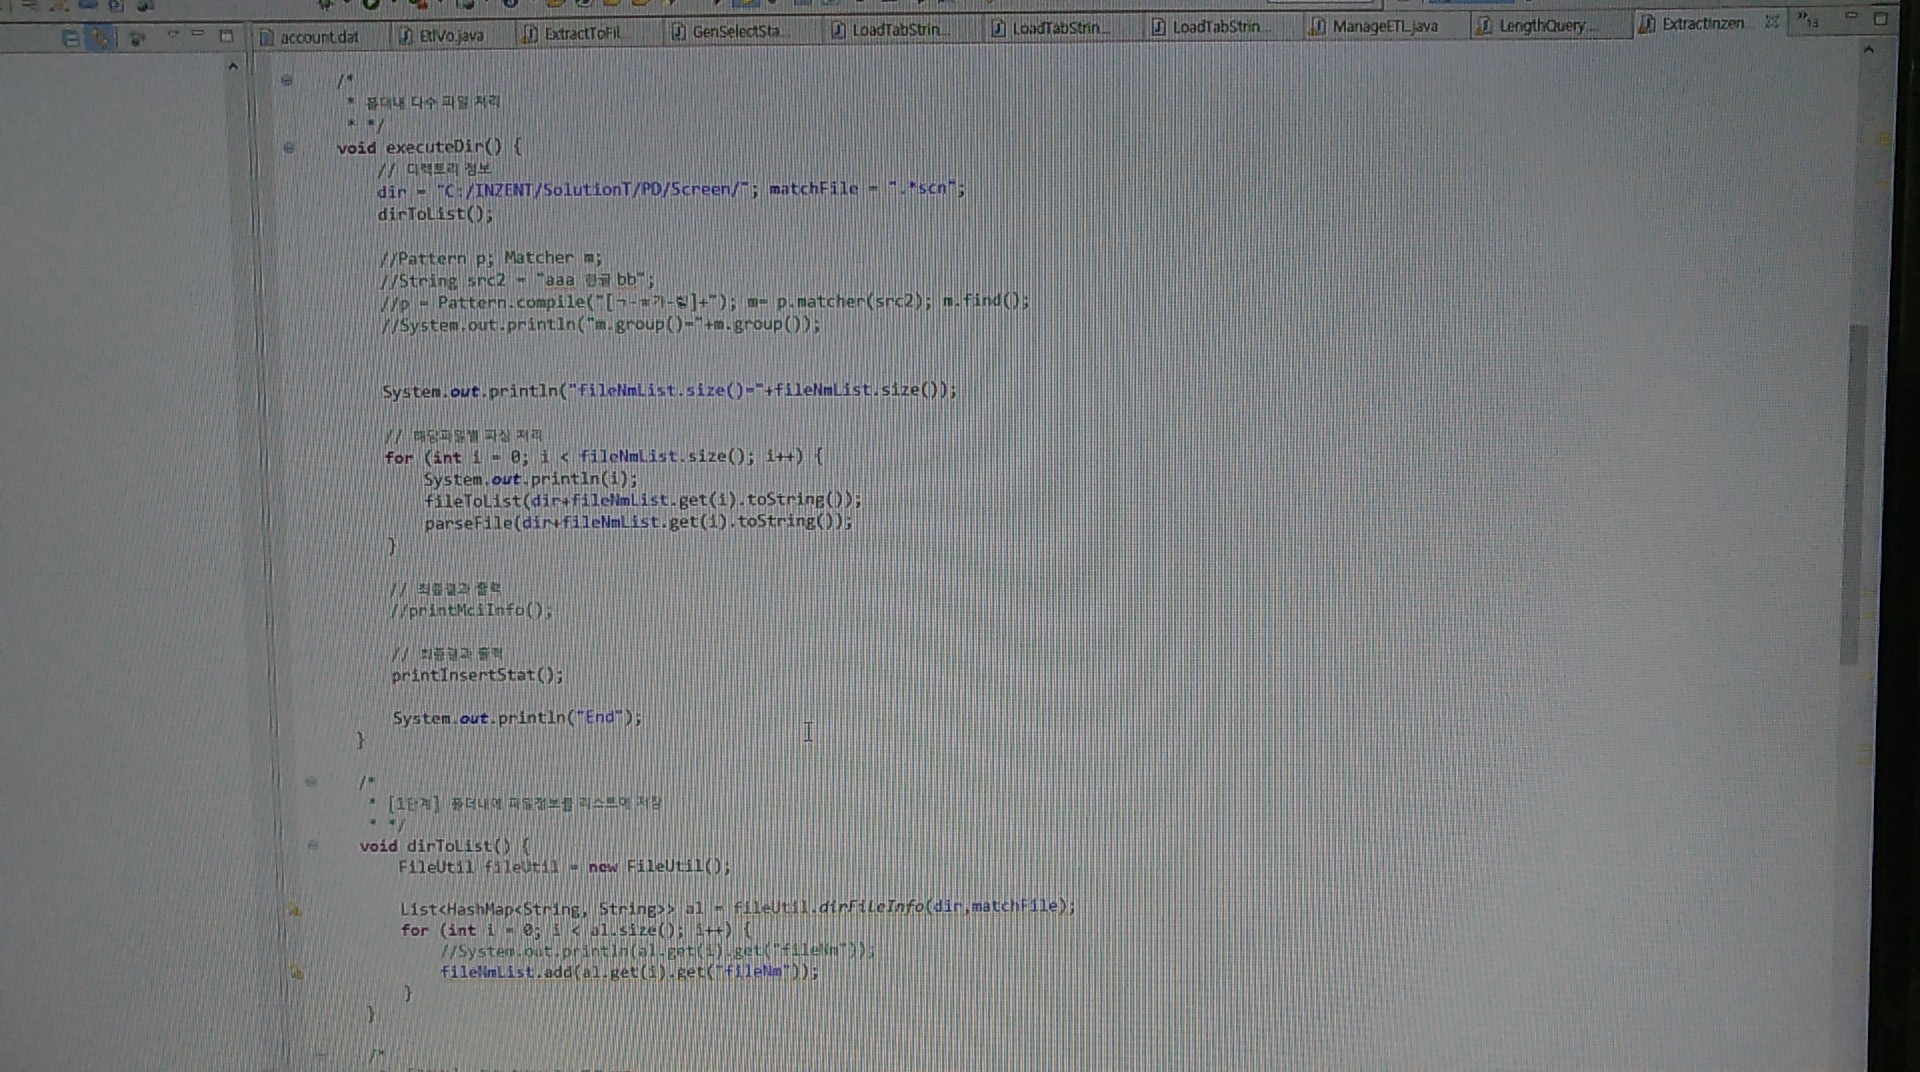 account.dat EtlVo.java ExtractToFil... GenSelectSta... LoadTabStrin... LoadTabStrin... LoadTabStrin... ManageETL.java LengthQuery... ExtractInzen... »13
/*
* 폴더내 다수 파일 처리
* */
void executeDir() {
// 디렉토리 정보
dir = "C:/INZENT/SolutionT/PD/Screen/"; matchFile = ".*scn";
dirToList();
//Pattern p; Matcher m;
//String src2 = "aaa 한글 bb";
//p = Pattern.compile("[ㄱ-ㅎ가-힣]+"); m= p.matcher(src2); m.find();
//System.out.println("m.group()="+m.group());
System.out.println("fileNmList.size()="+fileNmList.size());
// 해당파일별 파싱 처리
for (int i = 0; i < fileNmList.size(); i++) {
System.out.println(i);
fileToList(dir+fileNmList.get(i).toString());
parseFile(dir+fileNmList.get(i).toString());
}
// 최종결과 출력
//printMciInfo();
// 최종결과 출력
printInsertStat();
System.out.println("End");
}
/*
* [1단계] 폴더내에 파일정보를 리스트에 저장
* */
void dirToList() {
FileUtil fileUtil = new FileUtil();
List<HashMap<String, String>> al = fileUtil.dirFileInfo(dir,matchFile);
for (int i = 0; i < al.size(); i++) {
//System.out.println(al.get(i).get("fileNm"));
fileNmList.add(al.get(i).get("fileNm"));
}
}
/*